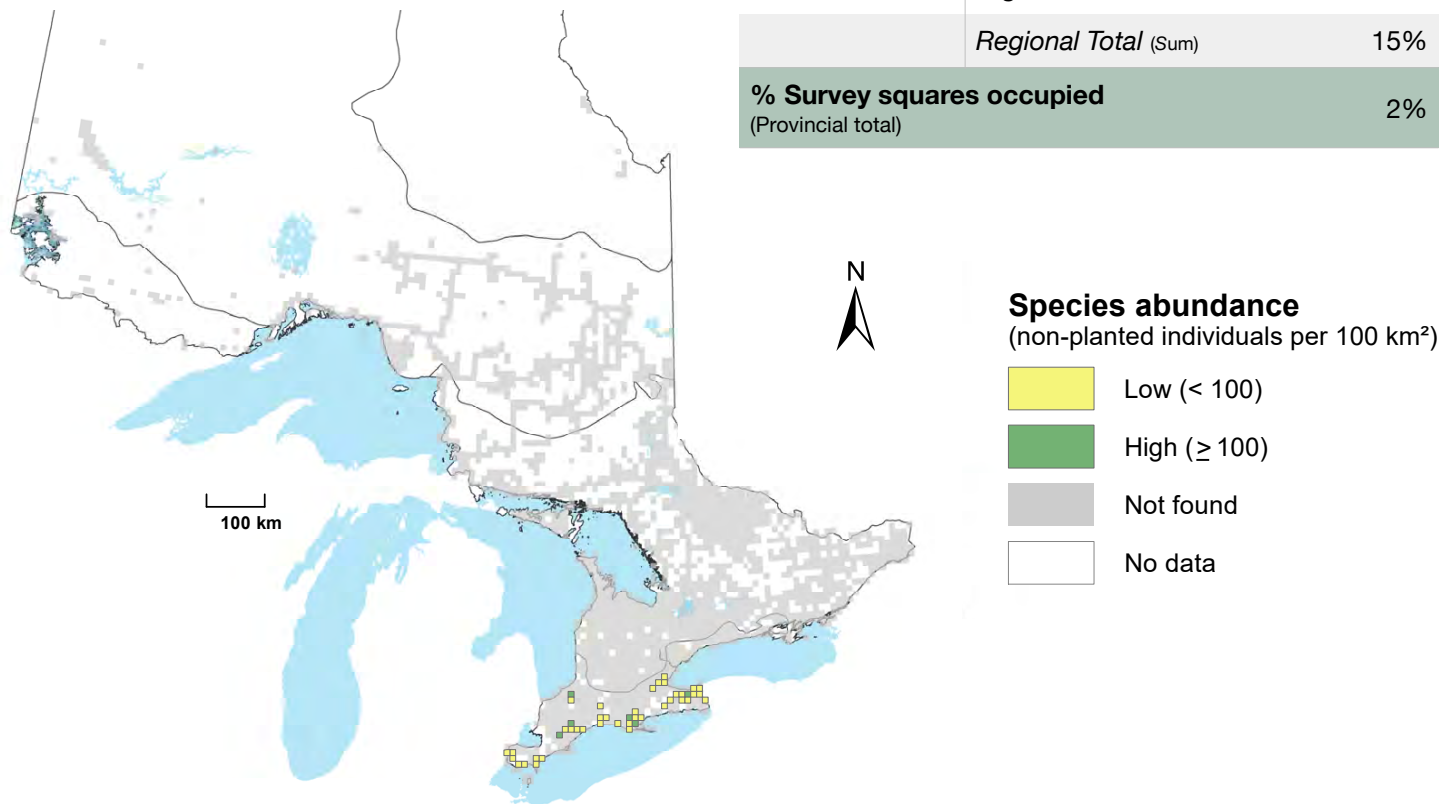 Regional Total (Sum) 15%
% Survey squares occupied 2%
(Provincial total)
N
Species abundance
(non-planted individuals per 100 km²)
Low (< 100)
High (≥ 100)
Not found
No data
100 km